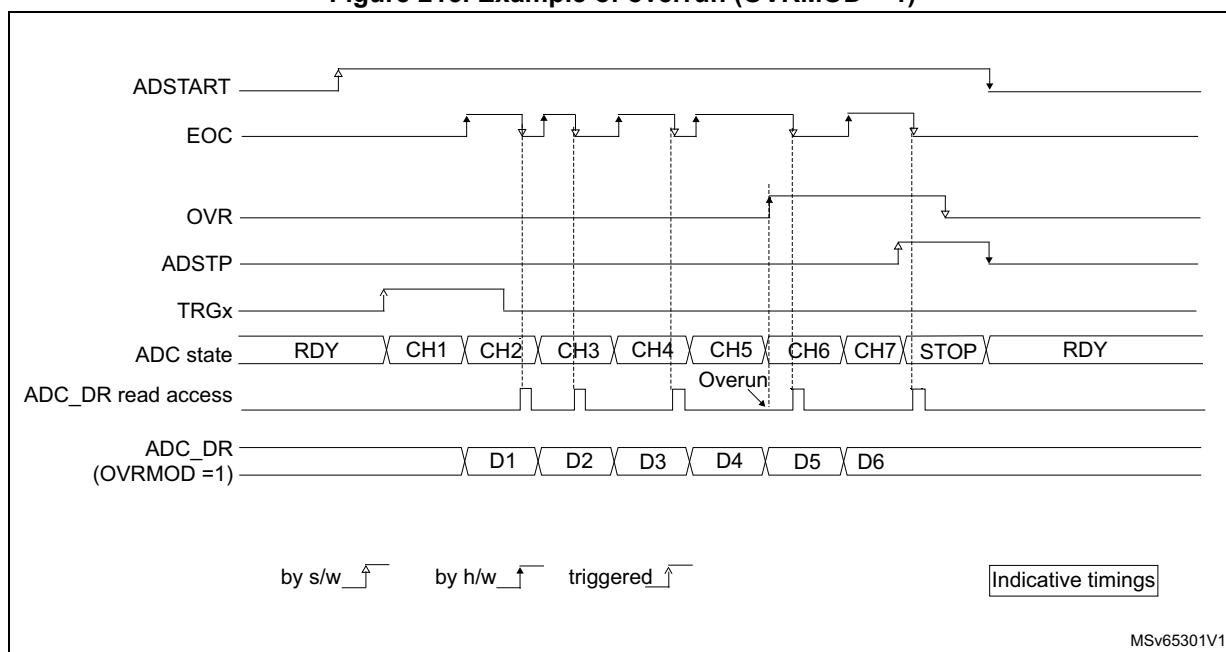 ADSTART
EOC
OVR
ADSTP
TRGx
ADC state RDY CH1 CH2 CH3 CH4 CH5 CH6 CH7 STOP RDY
Overun
ADC_DR read access
ADC_DR
(OVRMOD =1)
D1 D2 D3 D4 D5 D6
by s/w by h/w triggered Indicative timings
MSv65301V1